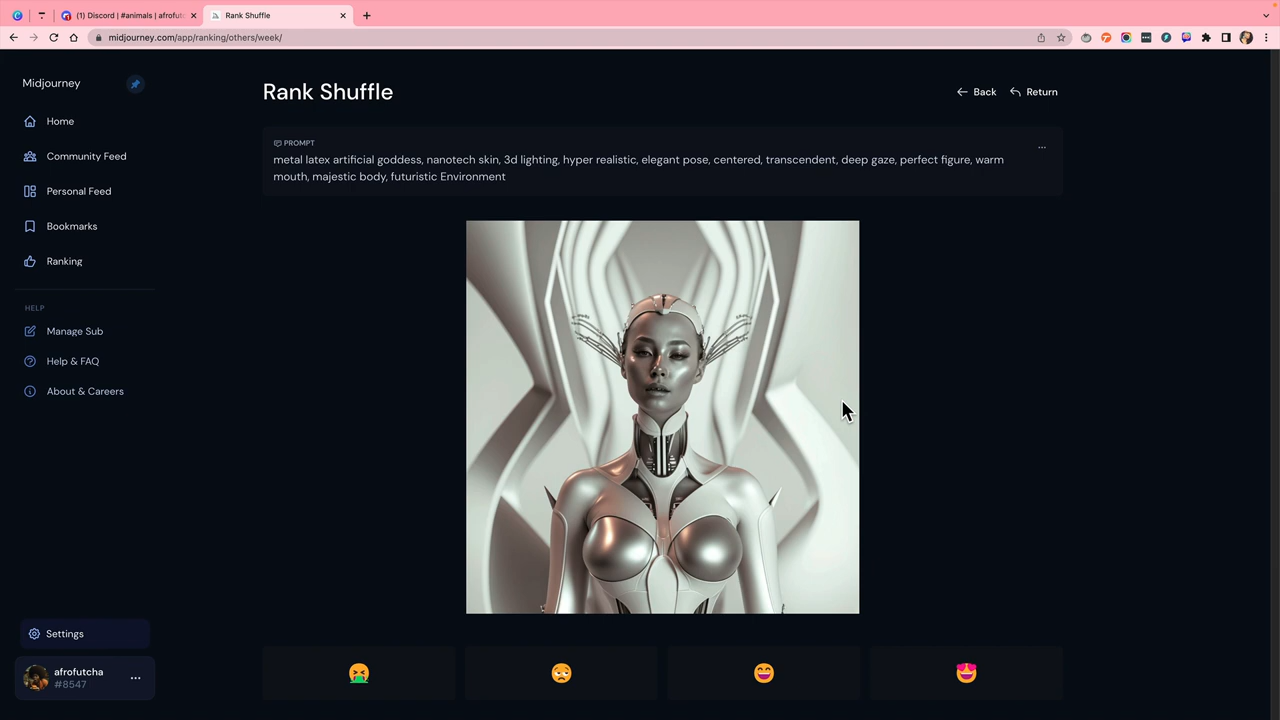 (1) Discord | #animals | afrofut
Rank Shuffle
midjourney.com/app/ranking/others/week/
Midjourney
Home
Community Feed
Personal Feed
Bookmarks
Ranking
HELP
Manage Sub
Help & FAQ
About & Careers
Settings
afrofutcha
#8547
Rank Shuffle
Back
Return
PROMPT
metal latex artificial goddess, nanotech skin, 3d lighting, hyper realistic, elegant pose, centered, transcendent, deep gaze, perfect figure, warm
mouth, majestic body, futuristic Environment